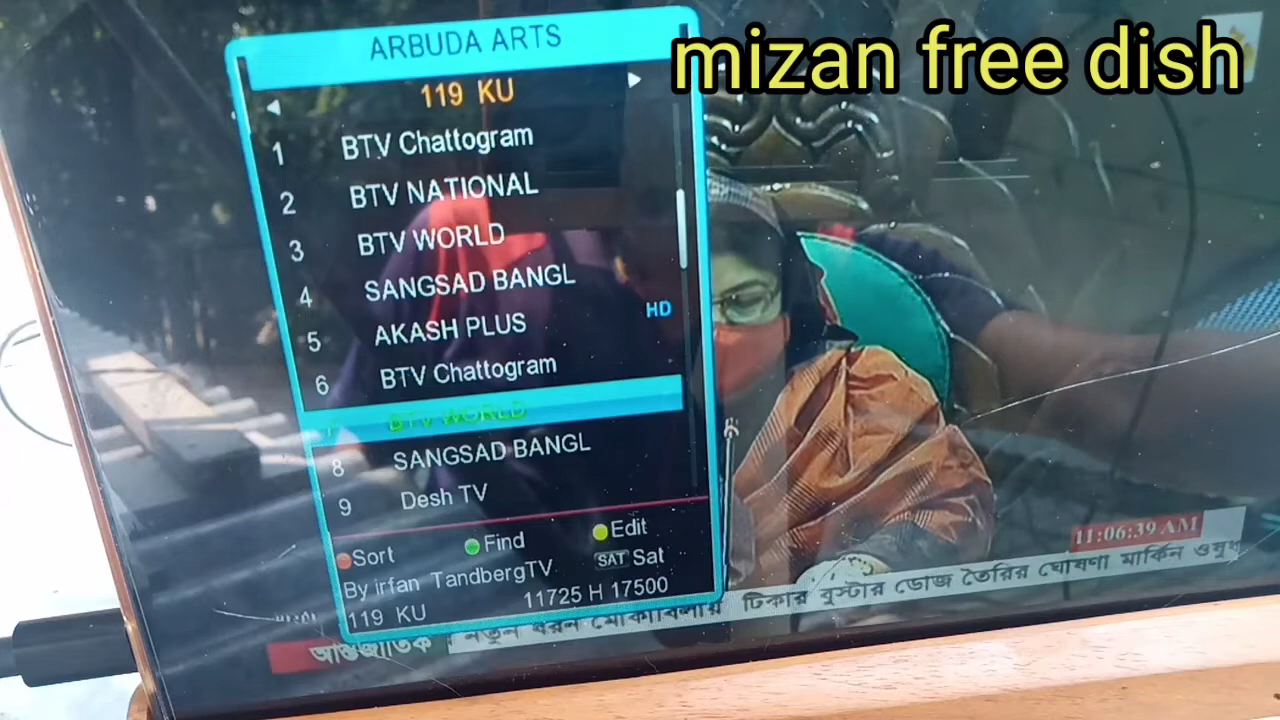 mizan free dish
ARBUDA ARTS
119 KU
1 BTV Chattogram
2 BTV NATIONAL
3 BTV WORLD
4 SANGSAD BANGL
5 AKASH PLUS HD
6 BTV Chattogram
7 BTV WORLD
8 SANGSAD BANGL
9 Desh TV
Sort Find Edit
SAT Sat
By irfan TandbergTV
119 KU 11725 H 17500
11:06:39 AM
আন্তর্জাতিক নতুন ধরন মোকাবিলায় টিকার বুস্টার ডোজ তৈরির ঘোষণা মার্কিন ওষুধ